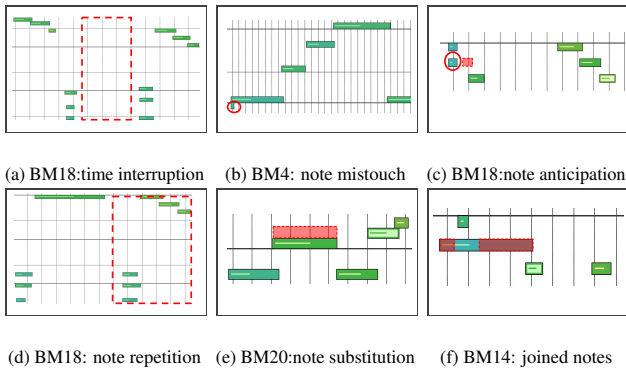 (a) BM18:time interruption
(b) BM4: note mistouch
(c) BM18:note anticipation
(d) BM18: note repetition
(e) BM20:note substitution
(f) BM14: joined notes